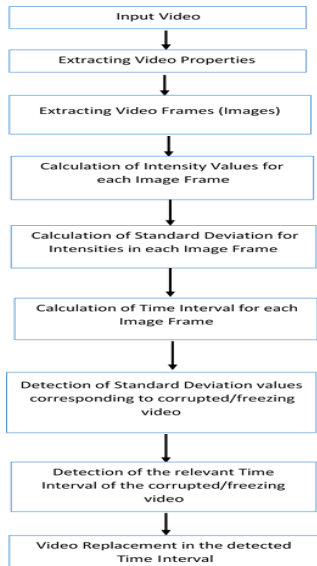 Input Video
Extracting Video Properties
Extracting Video Frames (Images)
Calculation of Intensity Values for
each Image Frame
Calculation of Standard Deviation for
Intensities in each Image Frame
Calculation of Time Interval for each
Image Frame
Detection of Standard Deviation values
corresponding to corrupted/freezing
video
Detection of the relevant Time
Interval of the corrupted/freezing
video
Video Replacement in the detected
Time Interval